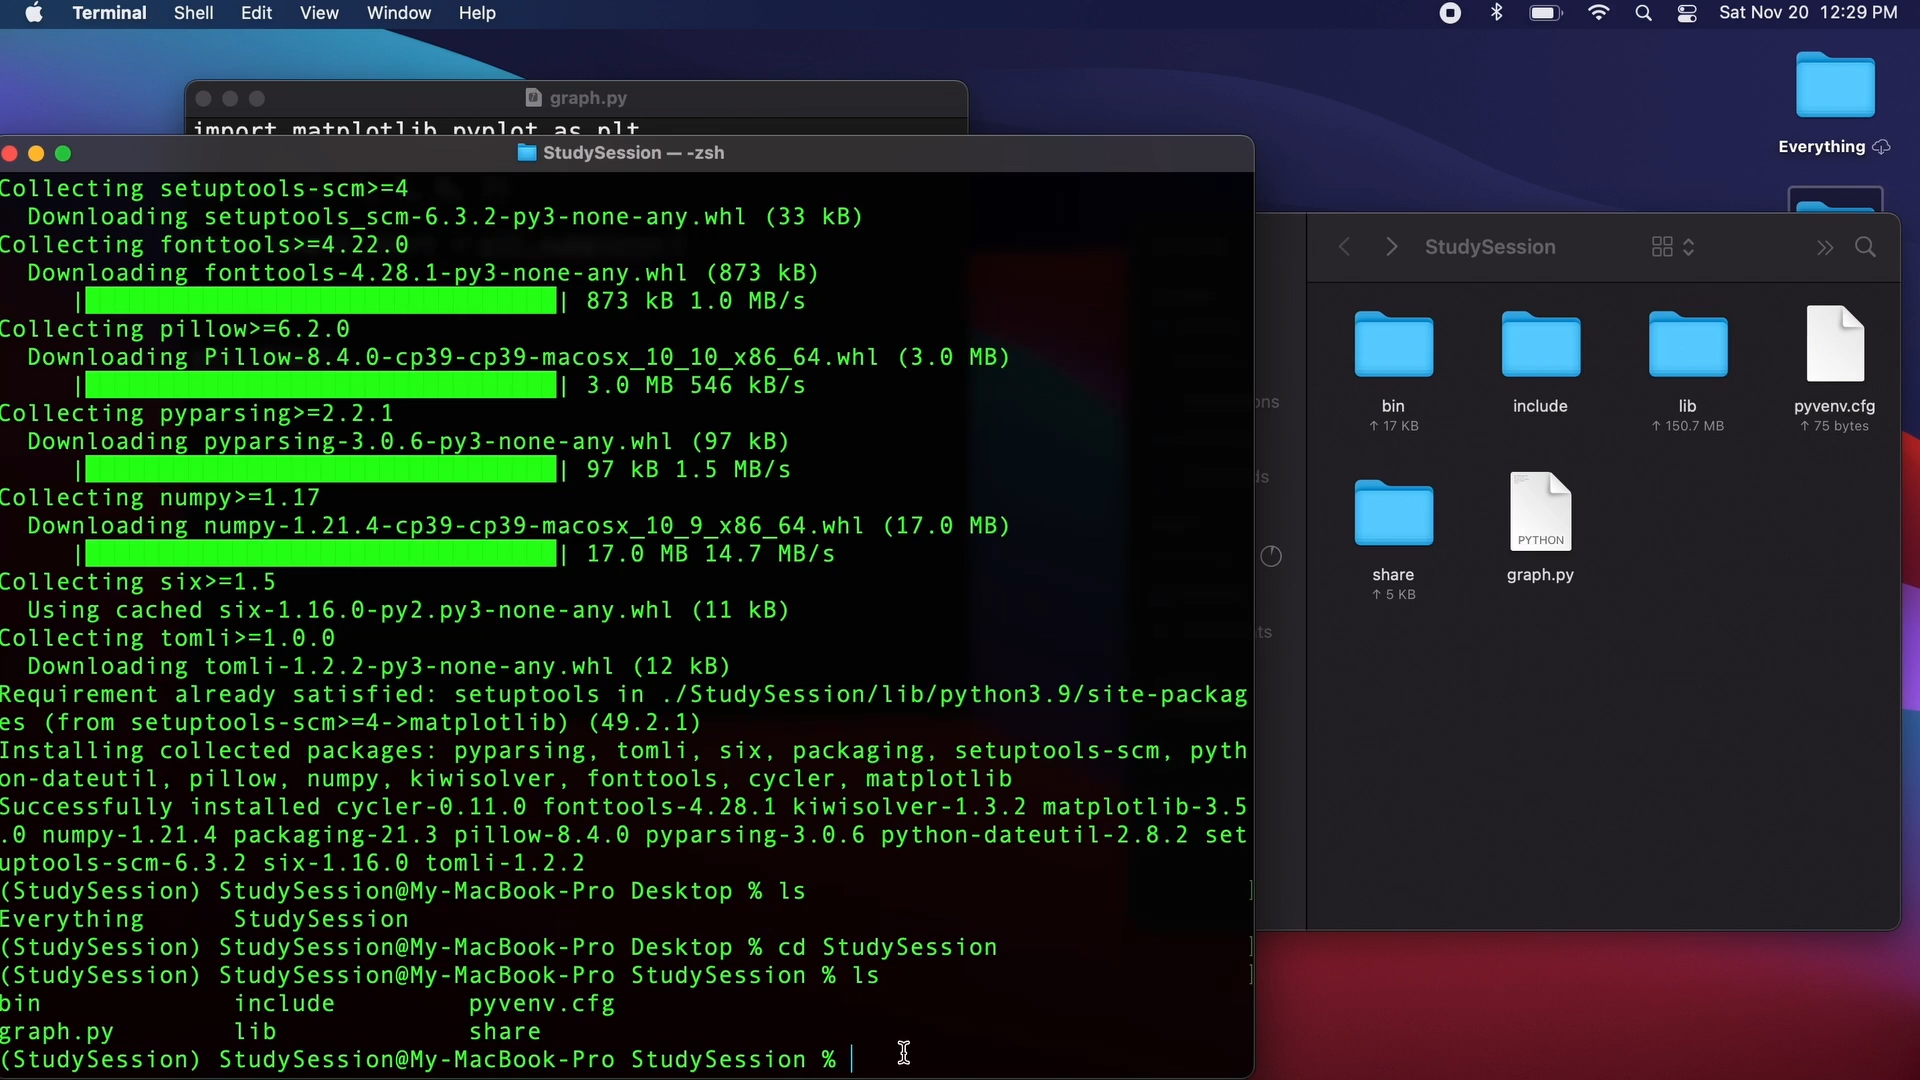 Terminal Shell Edit View Window Help
Sat Nov 20 12:29 PM
graph.py
import matplotlib.pyplot as plt
Everything
StudySession — -zsh
Collecting setuptools-scm>=4
Downloading setuptools_scm-6.3.2-py3-none-any.whl (33 kB)
Collecting fonttools>=4.22.0
Downloading fonttools-4.28.1-py3-none-any.whl (873 kB)
| | 873 kB 1.0 MB/s
Collecting pillow>=6.2.0
Downloading Pillow-8.4.0-cp39-cp39-macosx_10_10_x86_64.whl (3.0 MB)
| | 3.0 MB 546 kB/s
Collecting pyparsing>=2.2.1
Downloading pyparsing-3.0.6-py3-none-any.whl (97 kB)
| | 97 kB 1.5 MB/s
Collecting numpy>=1.17
Downloading numpy-1.21.4-cp39-cp39-macosx_10_9_x86_64.whl (17.0 MB)
| | 17.0 MB 14.7 MB/s
Collecting six>=1.5
Using cached six-1.16.0-py2.py3-none-any.whl (11 kB)
Collecting tomli>=1.0.0
Downloading tomli-1.2.2-py3-none-any.whl (12 kB)
Requirement already satisfied: setuptools in ./StudySession/lib/python3.9/site-packag
es (from setuptools-scm>=4->matplotlib) (49.2.1)
Installing collected packages: pyparsing, tomli, six, packaging, setuptools-scm, pyth
on-dateutil, pillow, numpy, kiwisolver, fonttools, cycler, matplotlib
Successfully installed cycler-0.11.0 fonttools-4.28.1 kiwisolver-1.3.2 matplotlib-3.5
.0 numpy-1.21.4 packaging-21.3 pillow-8.4.0 pyparsing-3.0.6 python-dateutil-2.8.2 set
uptools-scm-6.3.2 six-1.16.0 tomli-1.2.2
(StudySession) StudySession@My-MacBook-Pro Desktop % ls
Everything StudySession
(StudySession) StudySession@My-MacBook-Pro Desktop % cd StudySession
(StudySession) StudySession@My-MacBook-Pro StudySession % ls
bin include pyvenv.cfg
graph.py lib share
(StudySession) StudySession@My-MacBook-Pro StudySession %
StudySession
bin include lib pyvenv.cfg
↑ 17 KB ↑ 150.7 MB ↑ 75 bytes
PYTHON
share graph.py
↑ 5 KB